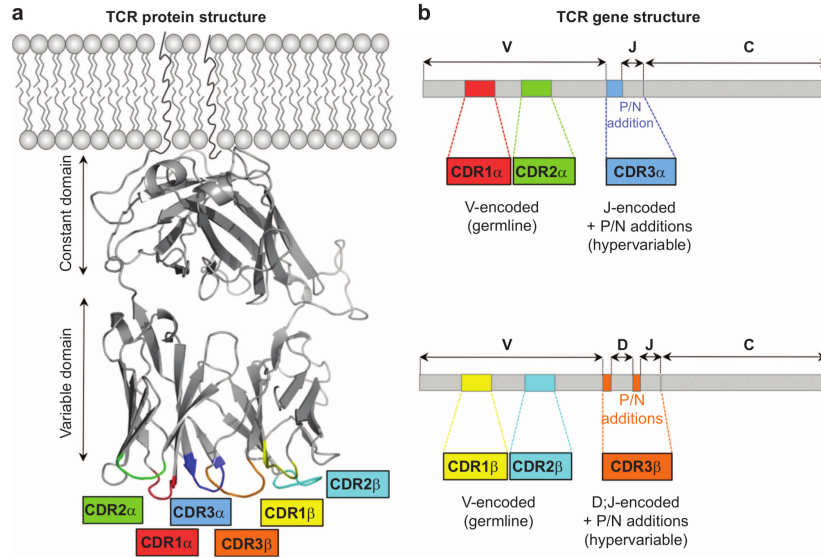 a
TCR protein structure
Constant domain
Variable domain
CDR2α
CDR1α
CDR3α
CDR3β
CDR1β
CDR2β
b
TCR gene structure
V
J
C
P/N
addition
CDR1α
CDR2α
CDR3α
V-encoded
(germline)
J-encoded
+ P/N additions
(hypervariable)
V
D
J
C
P/N
additions
CDR1β
CDR2β
CDR3β
V-encoded
(germline)
D;J-encoded
+ P/N additions
(hypervariable)